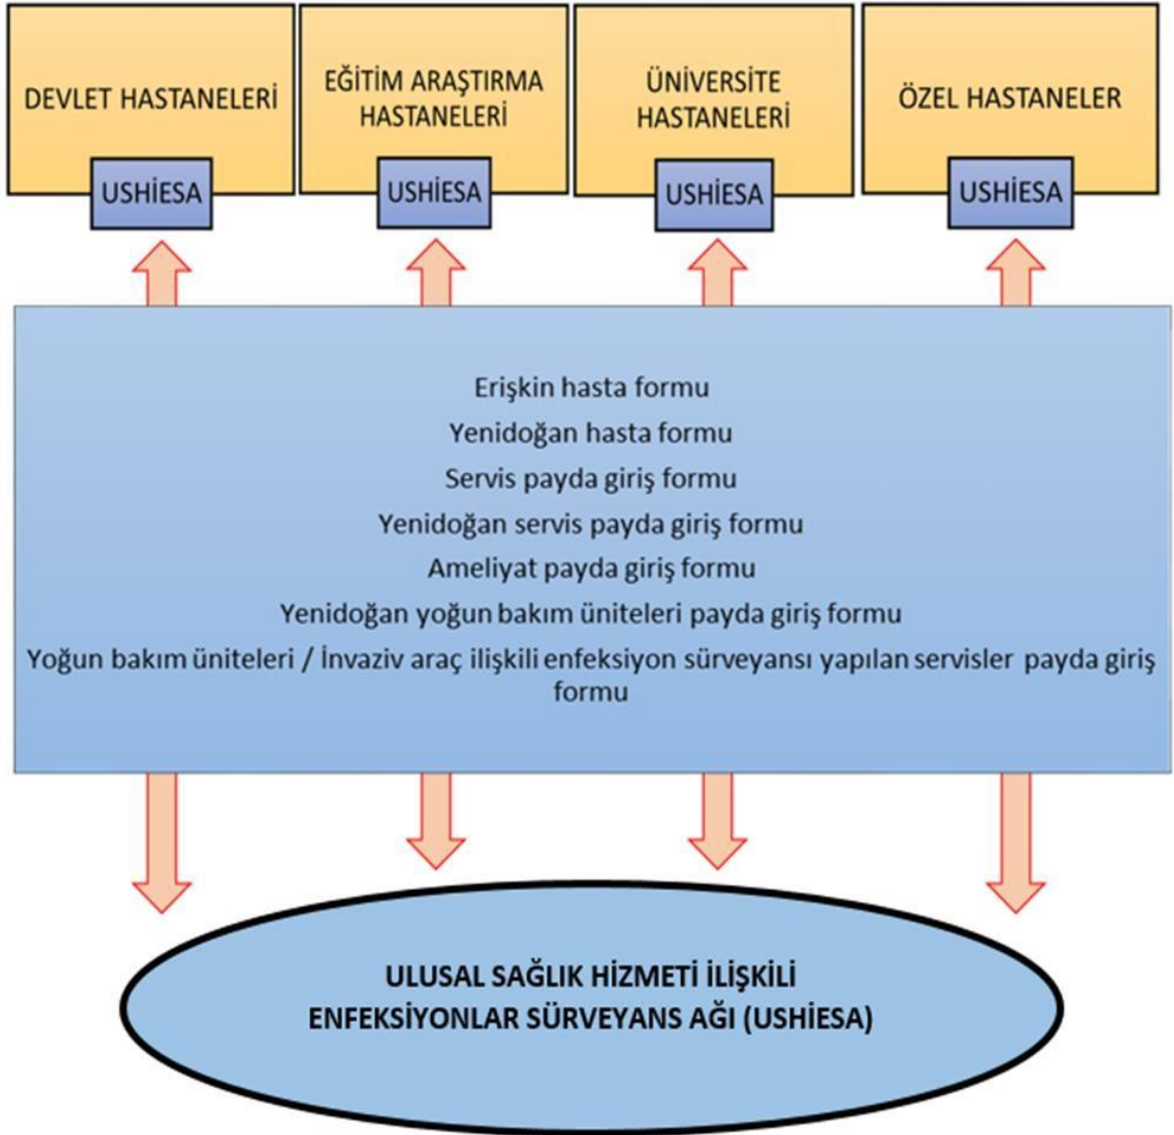 DEVLET HASTANELERİ
EĞİTİM ARAŞTIRMA
HASTANELERİ
ÜNİVERSİTE
HASTANELERİ
ÖZEL HASTANELER
USHİESA
USHİESA
USHİESA
USHİESA
Erişkin hasta formu
Yenidoğan hasta formu
Servis payda giriş formu
Yenidoğan servis payda giriş formu
Ameliyat payda giriş formu
Yenidoğan yoğun bakım üniteleri payda giriş formu
Yoğun bakım üniteleri / İnvaziv araç ilişkili enfeksiyon sürveyansı yapılan servisler payda giriş
formu
ULUSAL SAĞLIK HİZMETİ İLİŞKİLİ
ENFEKSİYONLAR SÜRVEYANS AĞI (USHİESA)